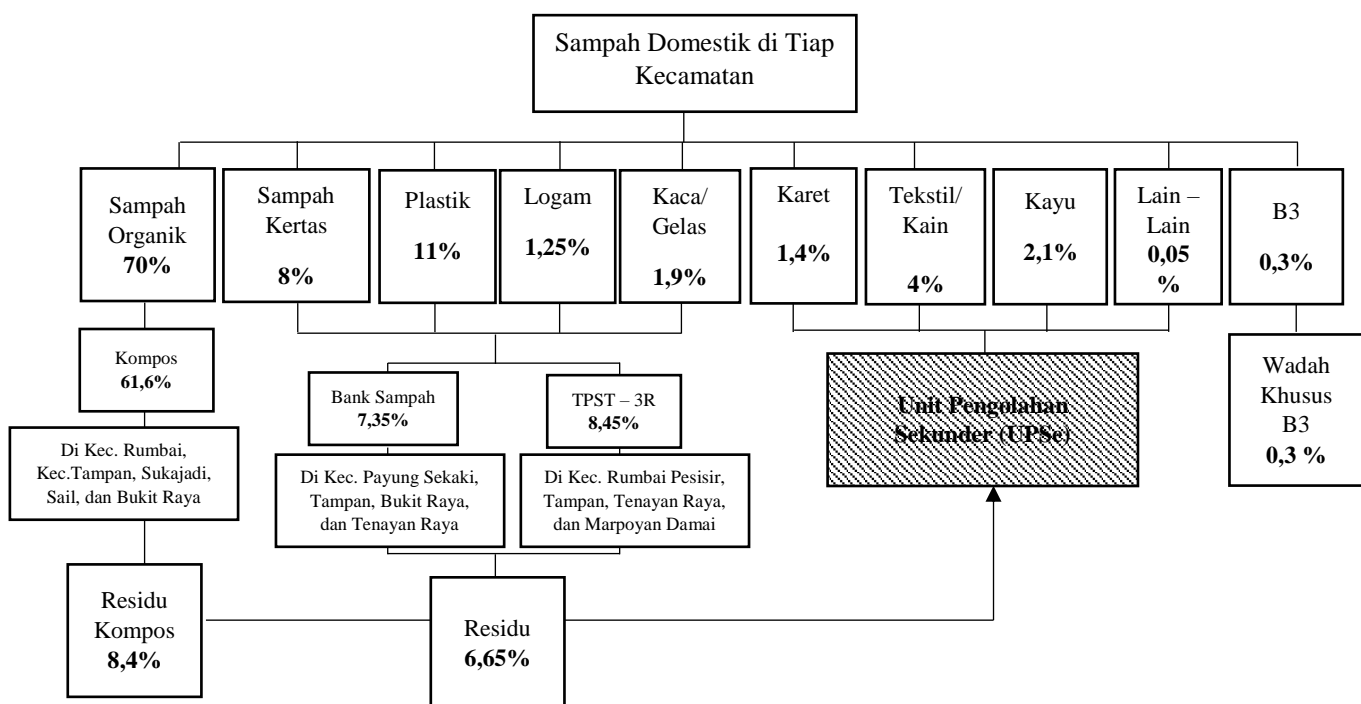 Sampah Domestik di Tiap
Kecamatan
Sampah
Organik
70%
Sampah
Kertas
8%
Plastik
11%
Logam
1,25%
Kaca/
Gelas
1,9%
Karet
1,4%
Tekstil/
Kain
4%
Kayu
2,1%
Lain –
Lain
0,05
%
B3
0,3%
Kompos
61,6%
Bank Sampah
7,35%
TPST – 3R
8,45%
Unit Pengolahan
Sekunder (UPSe)
Wadah
Khusus
B3
0,3 %
Di Kec. Rumbai,
Kec.Tampan, Sukajadi,
Sail, dan Bukit Raya
Di Kec. Payung Sekaki,
Tampan, Bukit Raya,
dan Tenayan Raya
Di Kec. Rumbai Pesisir,
Tampan, Tenayan Raya,
dan Marpoyan Damai
Residu
Kompos
8,4%
Residu
6,65%